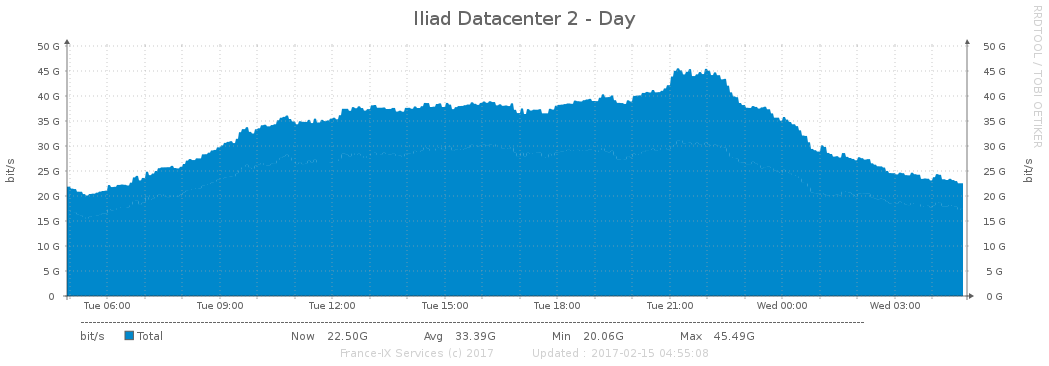 Iliad Datacenter 2 - Day
RRDTOOL / TOBI OETIKER
50 G 50 G
45 G 45 G
40 G 40 G
35 G 35 G
30 G 30 G
25 G 25 G
20 G 20 G
15 G 15 G
10 G 10 G
5 G 5 G
0 0 G
bit/s bit/s
Tue 06:00 Tue 09:00 Tue 12:00 Tue 15:00 Tue 18:00 Tue 21:00 Wed 00:00 Wed 03:00
bit/s Total Now 22.50G Avg 33.39G Min 20.06G Max 45.49G
France-IX Services (c) 2017 Updated : 2017-02-15 04:55:08